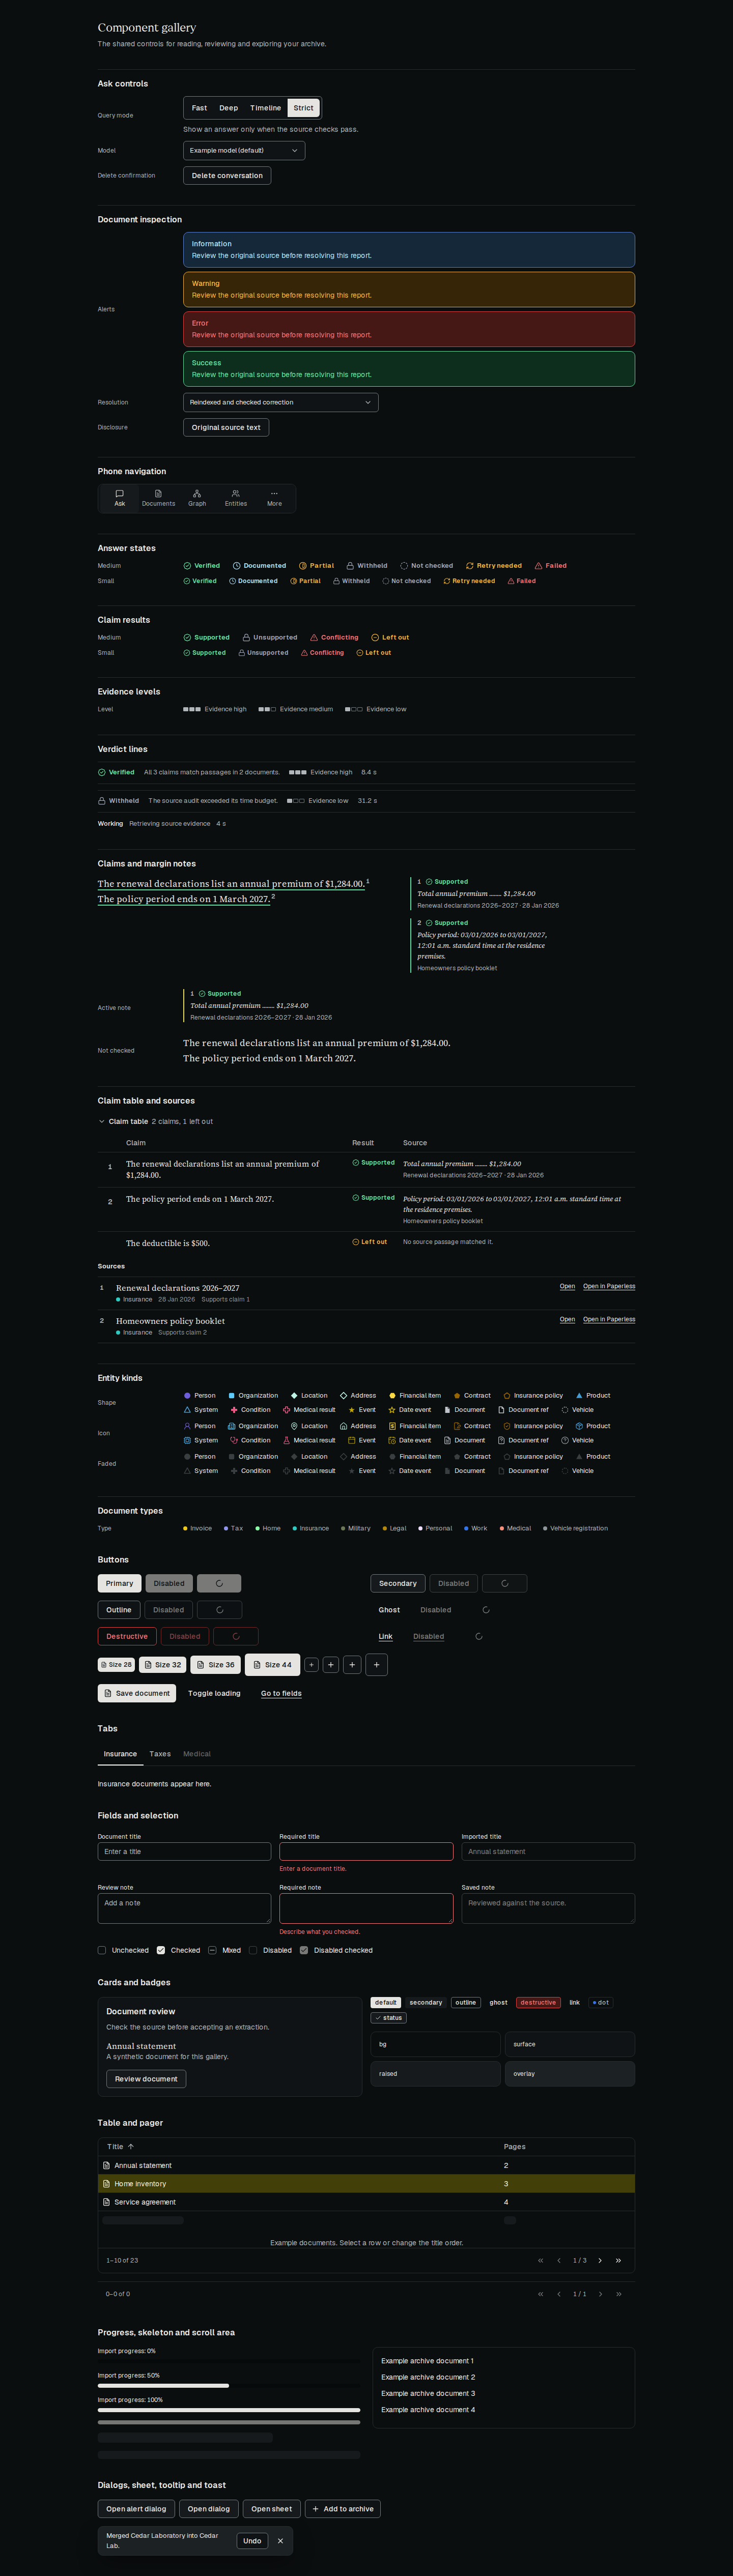 Component gallery
The shared controls for reading, reviewing and exploring your archive.
Ask controls
Query mode
Fast Deep Timeline Strict
Show an answer only when the source checks pass.
Model
Example model (default)
Delete confirmation
Delete conversation
Document inspection
Alerts
Information
Review the original source before resolving this report.
Warning
Review the original source before resolving this report.
Error
Review the original source before resolving this report.
Success
Review the original source before resolving this report.
Resolution
Reindexed and checked correction
Disclosure
Original source text
Phone navigation
Ask Documents Graph Entities More
Answer states
Medium Verified Documented Partial Withheld Not checked Retry needed Failed
Small Verified Documented Partial Withheld Not checked Retry needed Failed
Claim results
Medium Supported Unsupported Conflicting Left out
Small Supported Unsupported Conflicting Left out
Evidence levels
Level Evidence high Evidence medium Evidence low
Verdict lines
Verified All 3 claims match passages in 2 documents. Evidence high 8.4 s
Withheld The source audit exceeded its time budget. Evidence low 31.2 s
Working Retrieving source evidence 4 s
Claims and margin notes
The renewal declarations list an annual premium of $1,284.00. 1
The policy period ends on 1 March 2027. 2
1 Supported
Total annual premium ........ $1,284.00
Renewal declarations 2026–2027 · 28 Jan 2026
2 Supported
Policy period: 03/01/2026 to 03/01/2027,
12:01 a.m. standard time at the residence
premises.
Homeowners policy booklet
Active note
1 Supported
Total annual premium ........ $1,284.00
Renewal declarations 2026–2027 · 28 Jan 2026
Not checked
The renewal declarations list an annual premium of $1,284.00.
The policy period ends on 1 March 2027.
Claim table and sources
Claim table 2 claims, 1 left out
Claim Result Source
1 The renewal declarations list an annual premium of
$1,284.00.
Supported
Total annual premium ........ $1,284.00
Renewal declarations 2026–2027 · 28 Jan 2026
2 The policy period ends on 1 March 2027.
Supported
Policy period: 03/01/2026 to 03/01/2027, 12:01 a.m. standard time at
the residence premises.
Homeowners policy booklet
The deductible is $500. Left out No source passage matched it.
Sources
1 Renewal declarations 2026–2027 Open Open in Paperless
Insurance 28 Jan 2026 Supports claim 1
2 Homeowners policy booklet Open Open in Paperless
Insurance Supports claim 2
Entity kinds
Shape
Person Organization Location Address Financial item Contract Insurance policy Product
System Condition Medical result Event Date event Document Document ref Vehicle
Icon
Person Organization Location Address Financial item Contract Insurance policy Product
System Condition Medical result Event Date event Document Document ref Vehicle
Faded
Person Organization Location Address Financial item Contract Insurance policy Product
System Condition Medical result Event Date event Document Document ref Vehicle
Document types
Type Invoice Tax Home Insurance Military Legal Personal Work Medical Vehicle registration
Buttons
Primary Disabled
Secondary Disabled
Outline Disabled
Ghost Disabled
Destructive Disabled
Link Disabled
Size 28 Size 32 Size 36 Size 44
Save document Toggle loading Go to fields
Tabs
Insurance Taxes Medical
Insurance documents appear here.
Fields and selection
Document title Required title Imported title
Enter a title Annual statement
Enter a document title.
Review note Required note Saved note
Add a note Reviewed against the source.
Describe what you checked.
Unchecked Checked Mixed Disabled Disabled checked
Cards and badges
Document review
Check the source before accepting an extraction.
Annual statement
A synthetic document for this gallery.
Review document
default secondary outline ghost destructive link dot
status
bg surface
raised overlay
Table and pager
Title Pages
Annual statement 2
Home inventory 3
Service agreement 4
Example documents. Select a row or change the title order.
1–10 of 23 1 / 3
0–0 of 0 1 / 1
Progress, skeleton and scroll area
Import progress: 0%
Import progress: 50%
Import progress: 100%
Example archive document 1
Example archive document 2
Example archive document 3
Example archive document 4
Dialogs, sheet, tooltip and toast
Open alert dialog Open dialog Open sheet Add to archive
Merged Cedar Laboratory into Cedar
Lab.
Undo